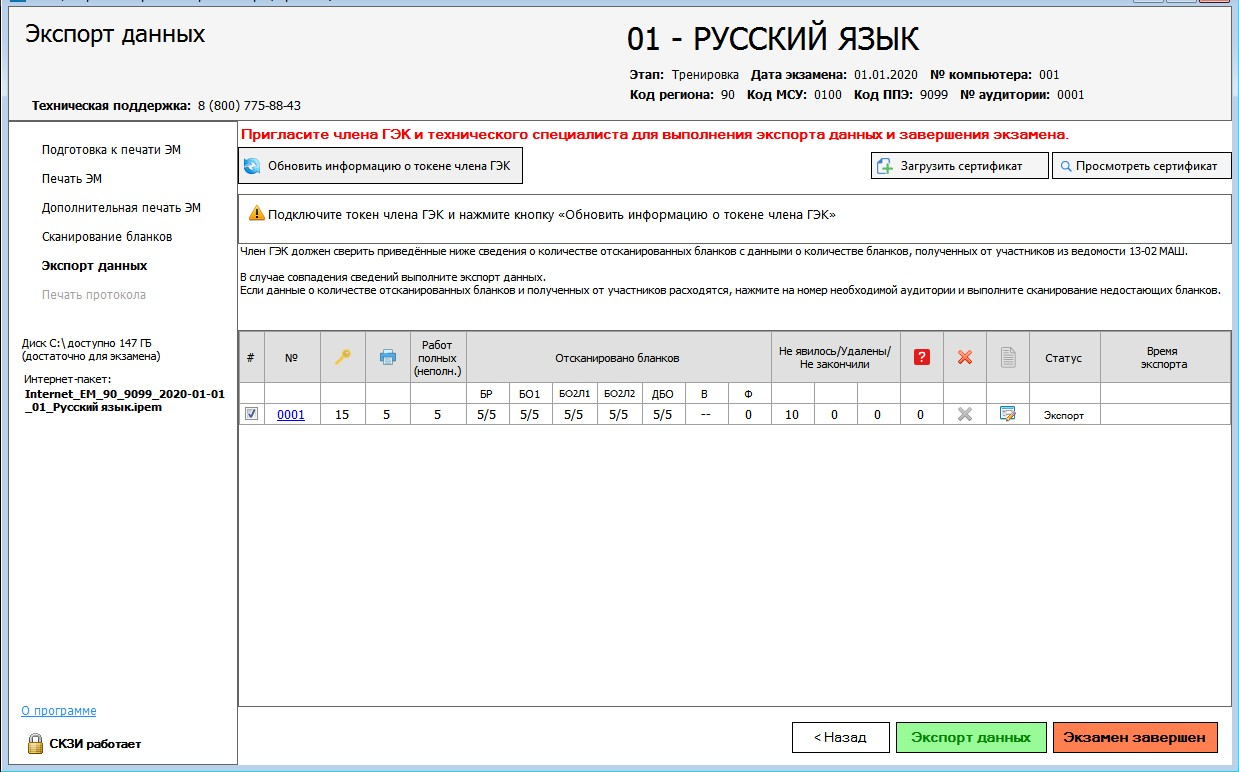 Экспорт данных
01 - РУССКИЙ ЯЗЫК
Этап: Тренировка Дата экзамена: 01.01.2020 № компьютера: 001
Код региона: 90 Код МСУ: 0100 Код ППЭ: 9099 № аудитории: 0001
Техническая поддержка: 8 (800) 775-88-43
Подготовка к печати ЭМ
Печать ЭМ
Дополнительная печать ЭМ
Сканирование бланков
Экспорт данных
Печать протокола
Диск C:\ доступно 147 ГБ
(достаточно для экзамена)
Интернет-пакет:
Internet_EM_90_9099_2020-01-01
_01_Русский язык.ipem
О программе
СКЗИ работает
Пригласите члена ГЭК и технического специалиста для выполнения экспорта данных и завершения экзамена.
Обновить информацию о токене члена ГЭК
Загрузить сертификат
Просмотреть сертификат
Подключите токен члена ГЭК и нажмите кнопку «Обновить информацию о токене члена ГЭК»
Член ГЭК должен сверить приведённые ниже сведения о количестве отсканированных бланков с данными о количестве бланков, полученных от участников из ведомости 13-02 МАШ.
В случае совпадения сведений выполните экспорт данных.
Если данные о количестве отсканированных бланков и полученных от участников расходятся, нажмите на номер необходимой аудитории и выполните сканирование недостающих бланков.
# № Работ полных (неполн.) Отсканировано бланков Не явилось/Удалены/ Не закончили ? Статус Время экспорта
БР БО1 БО2Л1 БО2Л2 ДБО В Ф
0001 15 5 5 5/5 5/5 5/5 5/5 5/5 -- 0 10 0 0 0 Экспорт
< Назад
Экспорт данных
Экзамен завершен